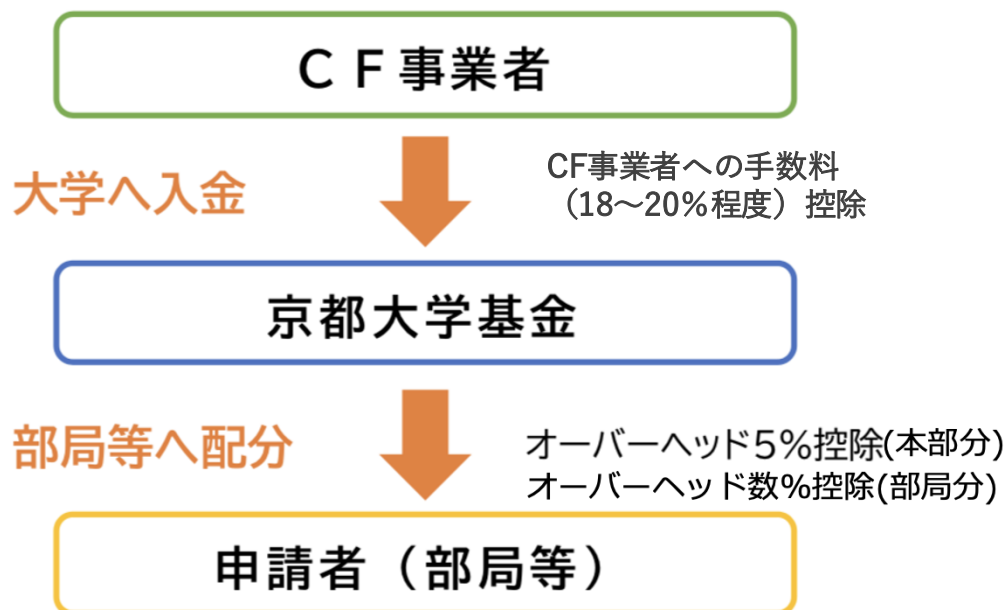 ＣＦ事業者
大学へ入金
CF事業者への手数料
（18～20％程度）控除
京都大学基金
部局等へ配分
オーバーヘッド5％控除(本部分)
オーバーヘッド数％控除(部局分)
申請者（部局等）